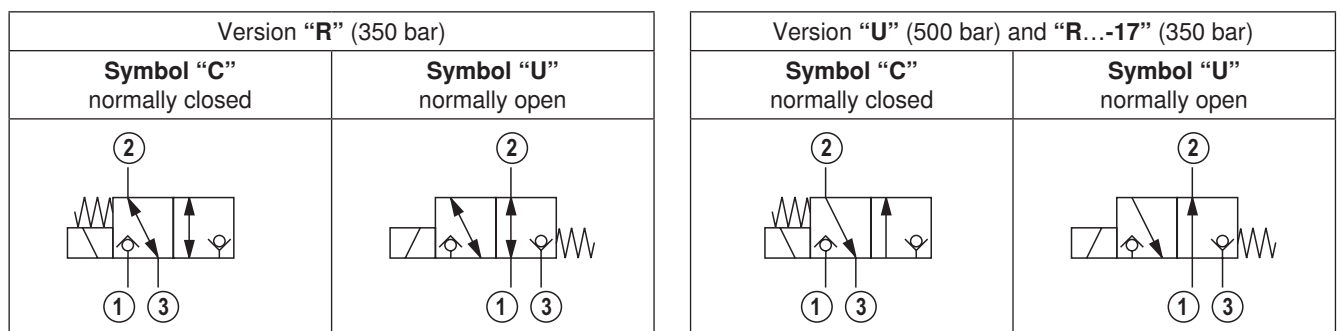 Version “R” (350 bar)
Symbol “C”
normally closed
Symbol “U”
normally open
2
1 3
2
1 3
Version “U” (500 bar) and “R…-17” (350 bar)
Symbol “C”
normally closed
Symbol “U”
normally open
2
1 3
2
1 3